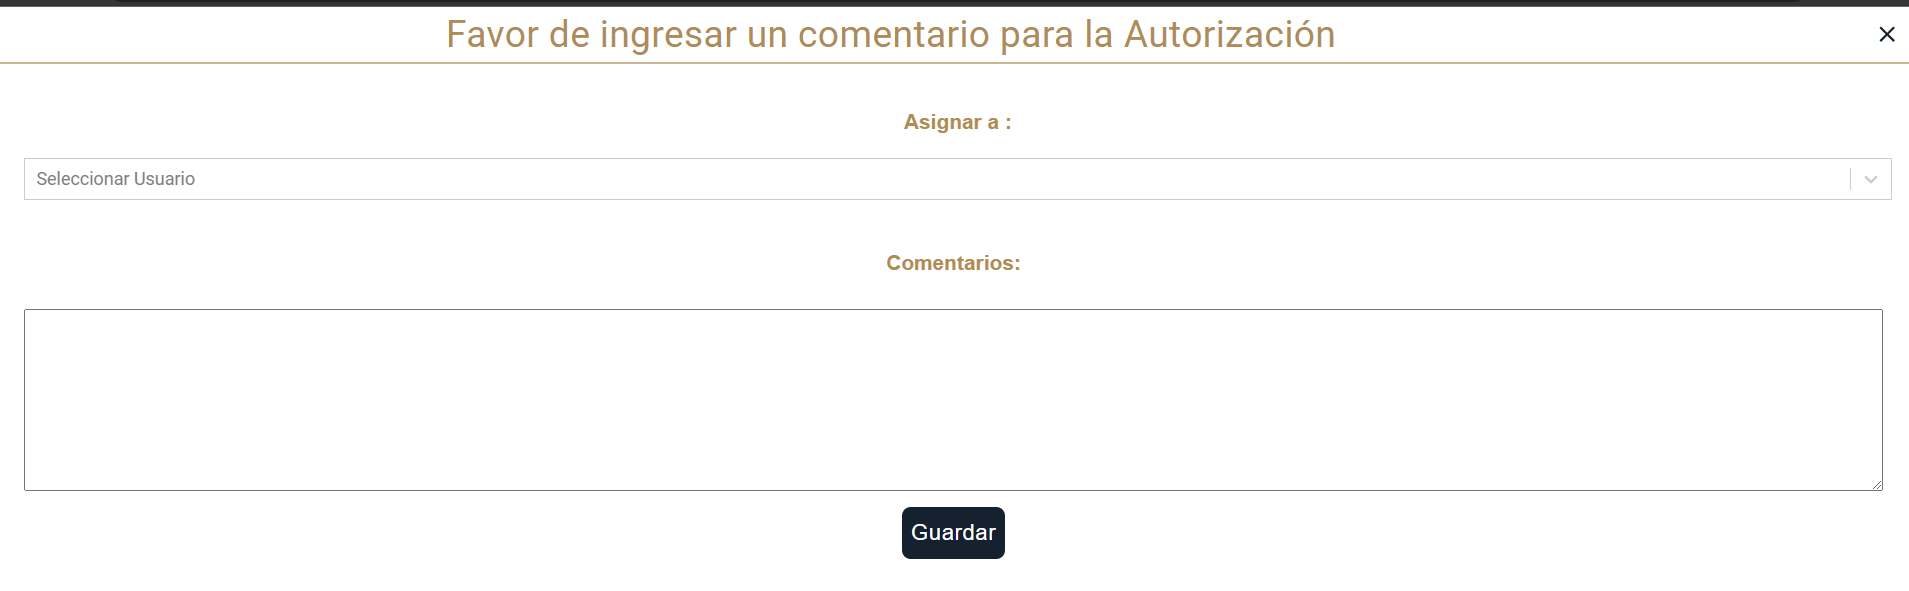 Favor de ingresar un comentario para la Autorización
Asignar a :
Seleccionar Usuario
Comentarios:
Guardar